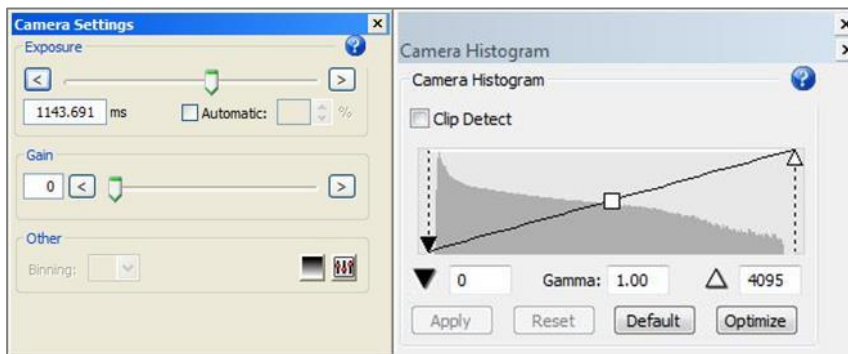 Camera Settings
Exposure
1143.691 ms Automatic: %
Gain
0
Other
Binning:
Camera Histogram
Camera Histogram
Clip Detect
0 Gamma: 1.00 4095
Apply Reset Default Optimize